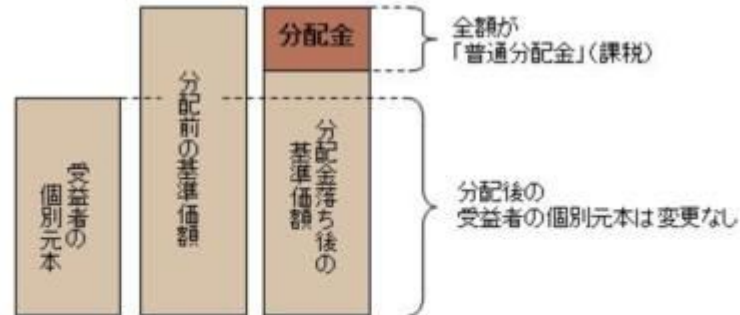 分配金
全額が
「普通分配金」(課税)
受益者の
個別元本
分配前の基準価額
分配金落ち後の
基準価額
分配後の
受益者の個別元本は変更なし